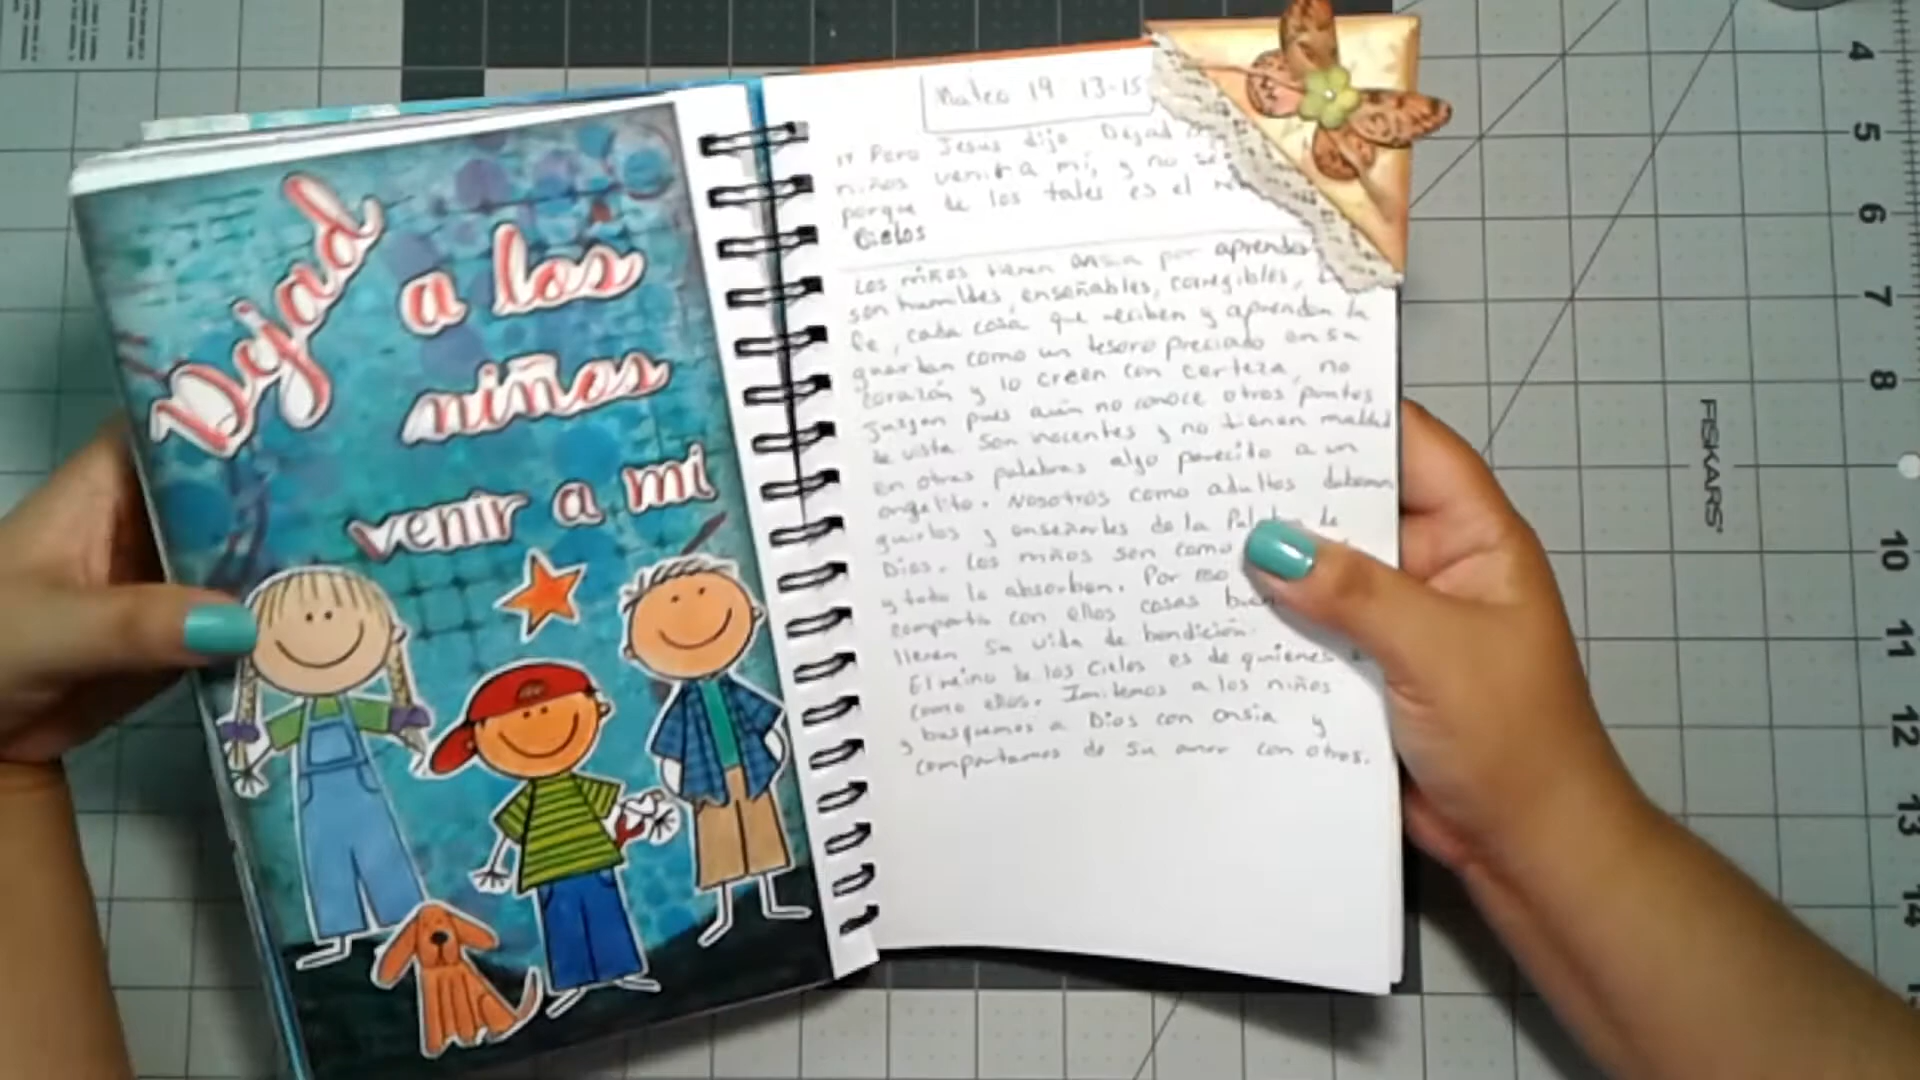 Dejad
a los
niños
venir a mi
Mateo 19 13-15
14 Pero Jesus dijo Dejad
niños venir a mi, y no
porque de los tales es el
Cielos
Los niños tienen ansia por aprender
son humildes, enseñables, corregibles,
fe, cada cosa que reciben y aprenden la
guardan como un tesoro preciado en su
corazón y lo creen con certeza, no
juzgan pues aún no conoce otros puntos
de vista son inocentes y no tienen maldad
en otras palabras algo parecido a un
angelito. Nosotros como adultos debemos
guiarlos y enseñarles de la de
Dios. Los niños son como
y todo lo absorben. Por eso
compartir con ellos cosas
llenen su vida de bendición.
El reino de los Cielos es de quienes
como ellos. Imitemos a los niños
y busquemos a Dios con ansia y
compartamos de su amor con otros.
FISKARS
4
5
6
7
8
10
11
12
13
14